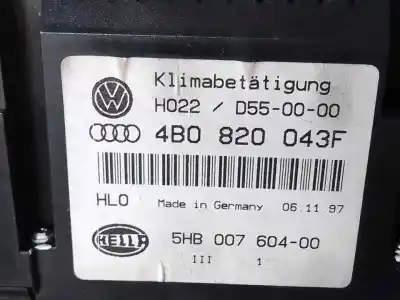 Klimabetätigung
H022 / D55-00-00
4B0 820 043F
HLO Made in Germany 06.11.97
HELLA 5HB 007 604-00
III 1